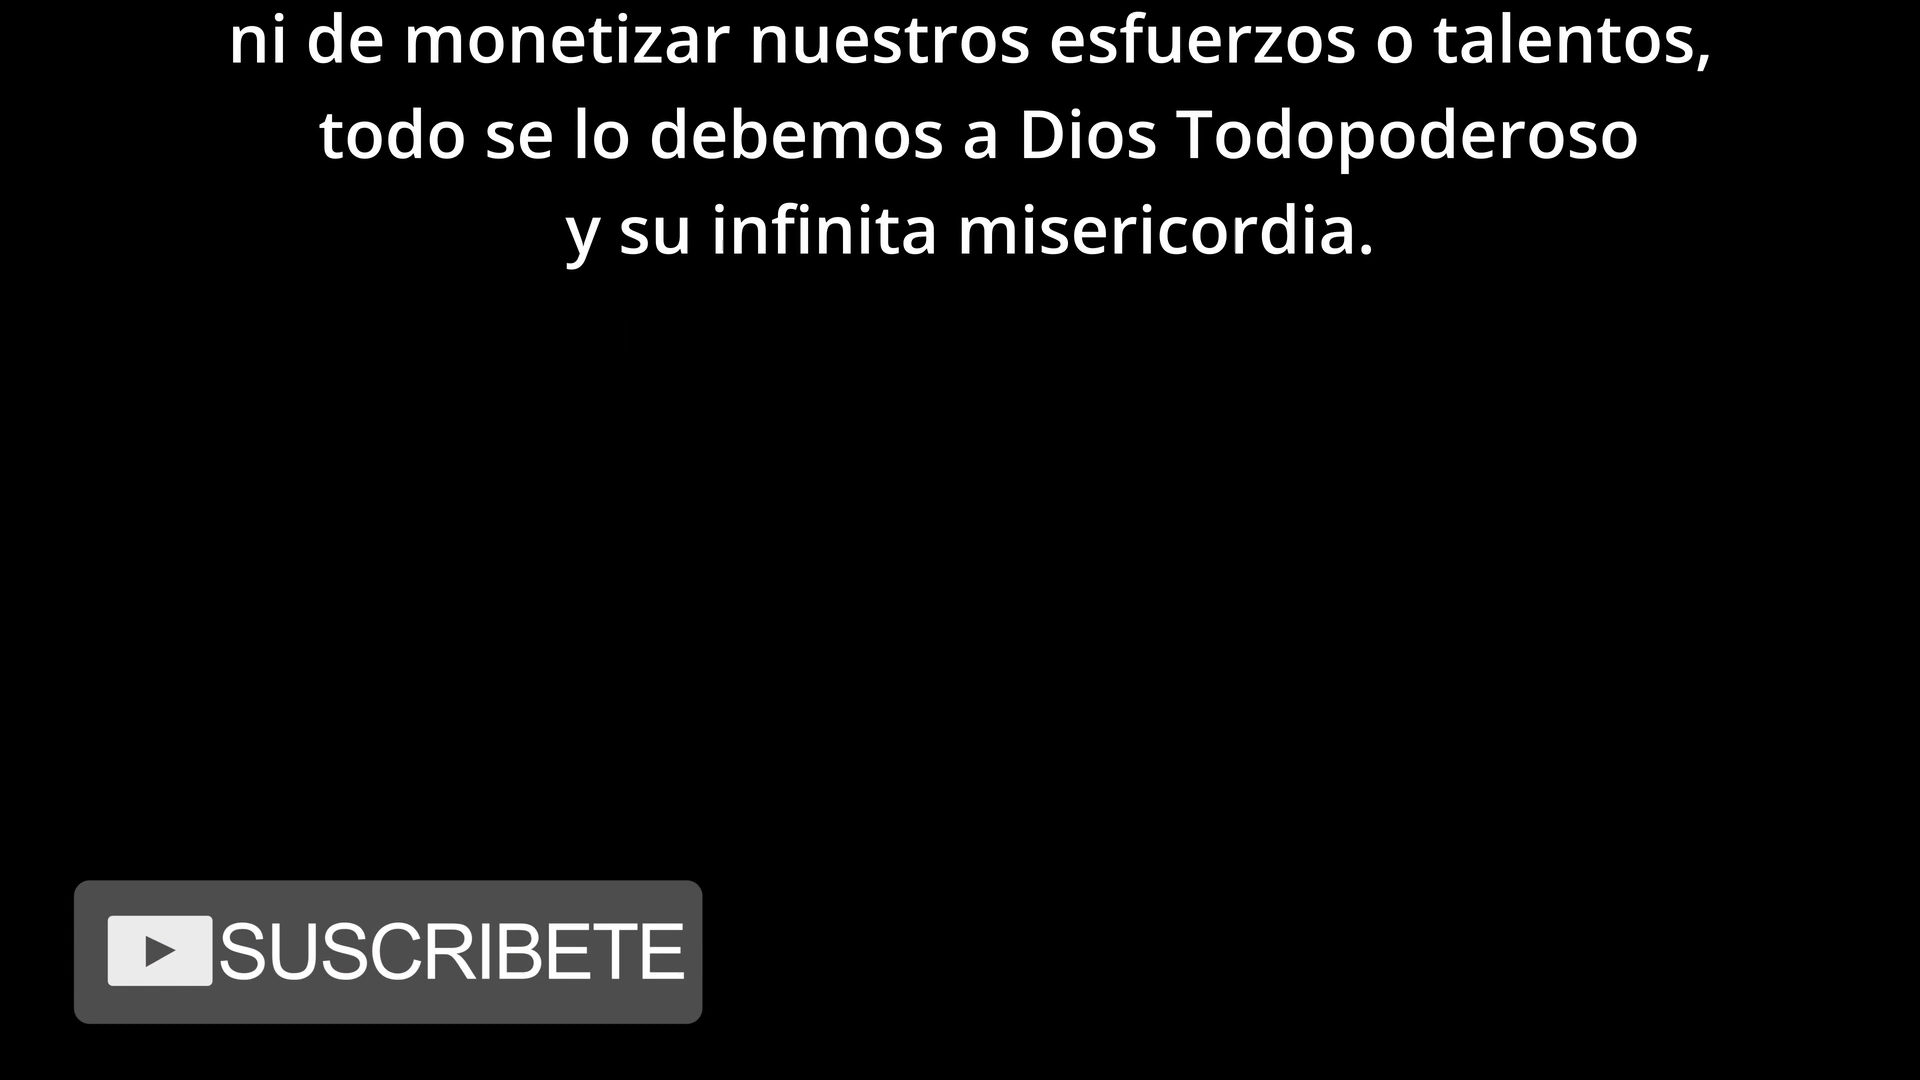 ni de monetizar nuestros esfuerzos o talentos,
todo se lo debemos a Dios Todopoderoso
y su infinita misericordia.
SUSCRIBETE